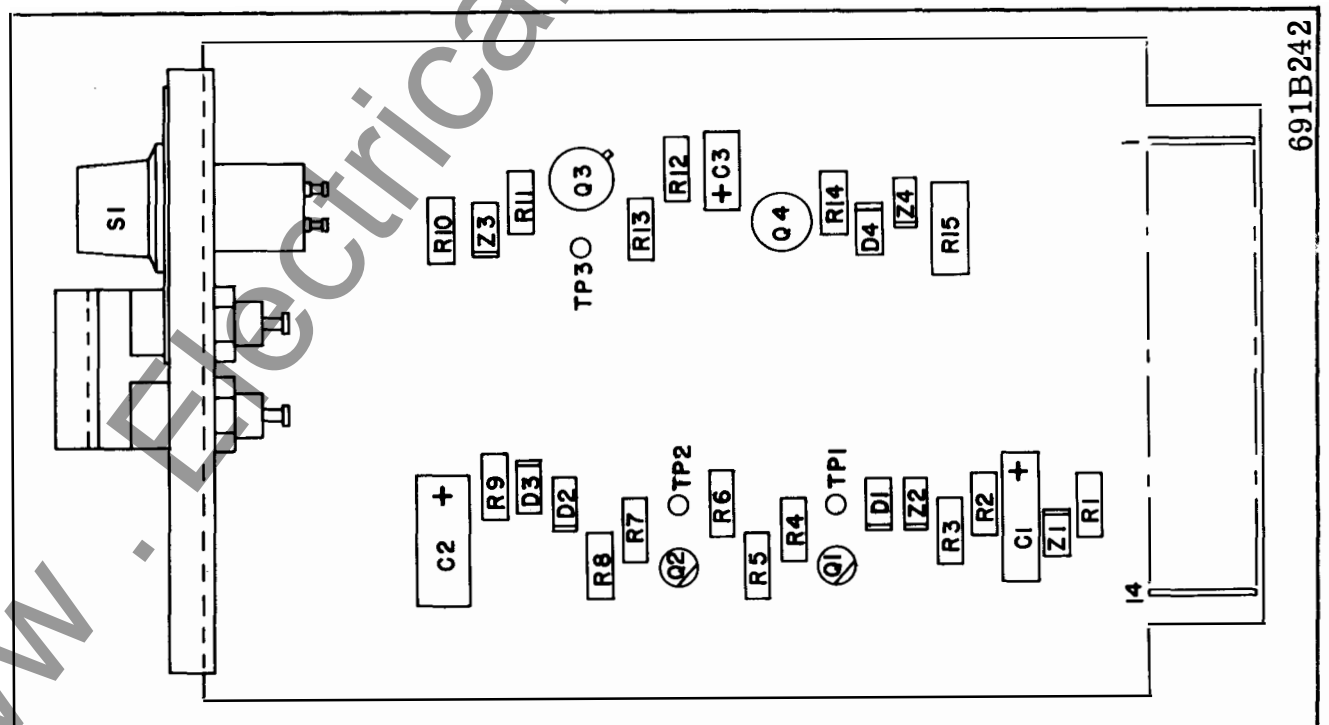 691B242
S1
R10
Z3
R11
Q3
TP3
R13
R12
+C3
Q4
R14
D4
Z4
R15
1
C2 +
R9
D3
D2
R8
R7
Q2
TP2
R6
R5
R4
Q1
TP1
D1
Z2
R3
R2
C1 +
Z1
R1
14
w . Electrica